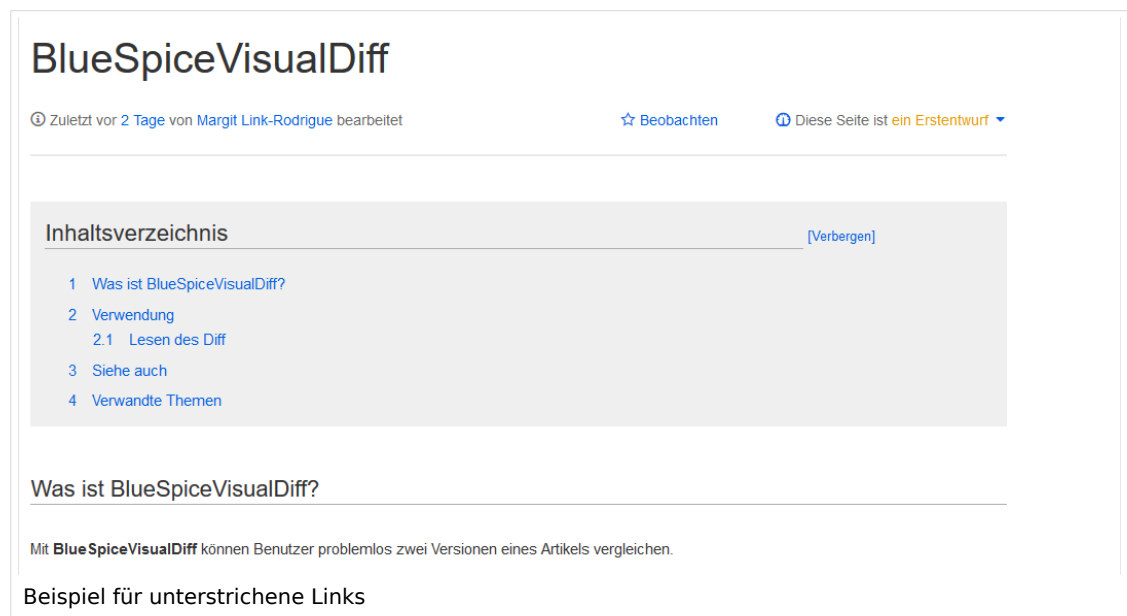 BlueSpiceVisualDiff
Zuletzt vor 2 Tage von Margit Link-Rodrigue bearbeitet Beobachten Diese Seite ist ein Erstentwurf
Inhaltsverzeichnis [Verbergen]
1 Was ist BlueSpiceVisualDiff?
2 Verwendung
2.1 Lesen des Diff
3 Siehe auch
4 Verwandte Themen
Was ist BlueSpiceVisualDiff?
Mit BlueSpiceVisualDiff können Benutzer problemlos zwei Versionen eines Artikels vergleichen.
Beispiel für unterstrichene Links